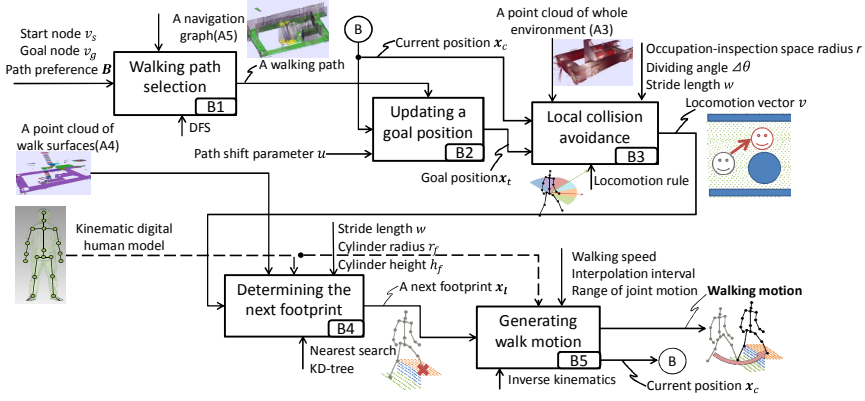 Start node v_s
Goal node v_g
Path preference B
A navigation
graph(A5)
A walking path
Walking path
selection
B1
DFS
B
Current position x_c
A point cloud of whole
environment (A3)
Occupation-inspection space radius r
Dividing angle Δθ
Stride length w
Locomotion vector v
Updating a
goal position
B2
Path shift parameter u
Goal position x_t
Local collision
avoidance
B3
Locomotion rule
A point cloud of
walk surfaces(A4)
Kinematic digital
human model
Stride length w
Cylinder radius r_f
Cylinder height h_f
Determining the
next footprint
B4
Nearest search
KD-tree
A next footprint x_l
Walking speed
Interpolation interval
Range of joint motion
Generating
walk motion
B5
Inverse kinematics
Walking motion
B
Current position x_c